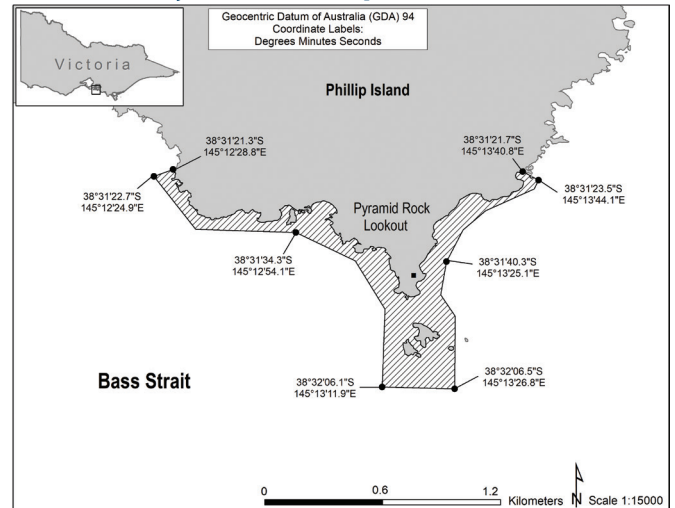 Geocentric Datum of Australia (GDA) 94
Coordinate Labels:
Degrees Minutes Seconds
Victoria
Phillip Island
38°31'21.3"S
145°12'28.8"E
38°31'21.7"S
145°13'40.8"E
38°31'22.7"S
145°12'24.9"E
38°31'23.5"S
145°13'44.1"E
Pyramid Rock
Lookout
38°31'34.3"S
145°12'54.1"E
38°31'40.3"S
145°13'25.1"E
Bass Strait
38°32'06.1"S
145°13'11.9"E
38°32'06.5"S
145°13'26.8"E
0 0.6 1.2 Kilometers N Scale 1:15000